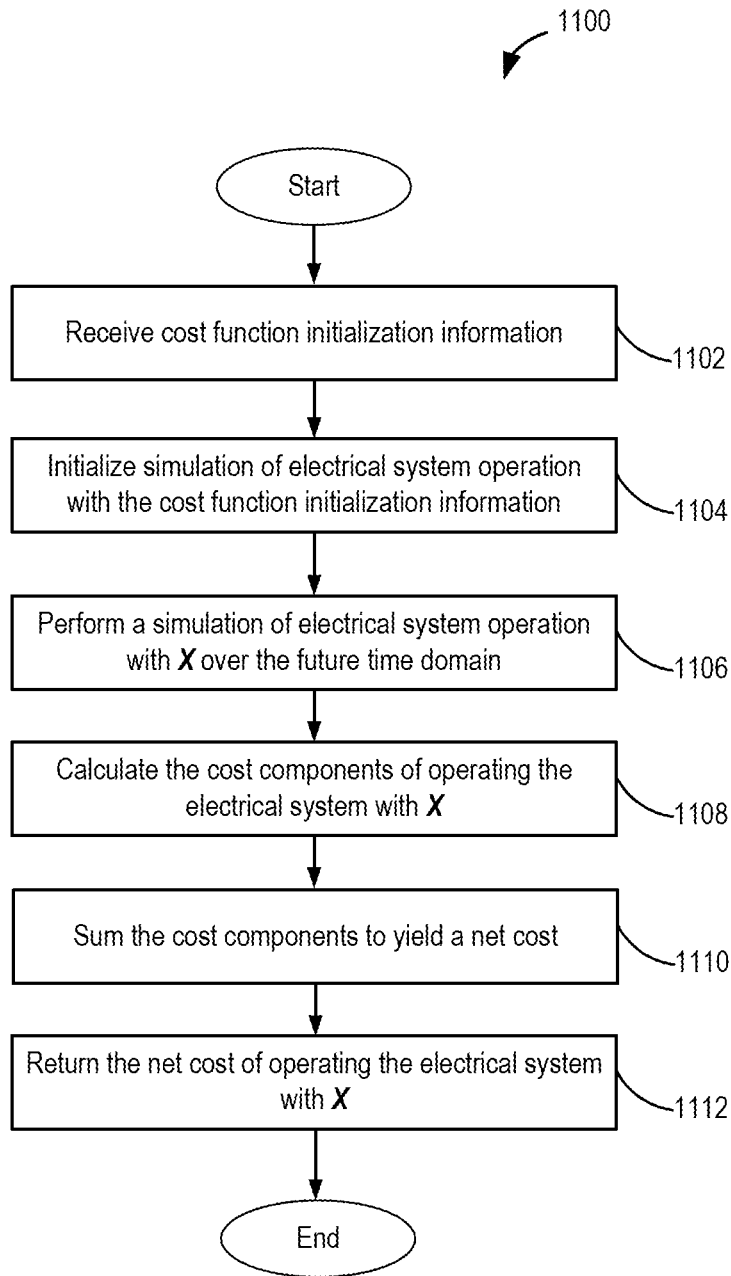 1100
Start
Receive cost function initialization information
1102
Initialize simulation of electrical system operation
with the cost function initialization information
1104
Perform a simulation of electrical system operation
with X over the future time domain
1106
Calculate the cost components of operating the
electrical system with X
1108
Sum the cost components to yield a net cost
1110
Return the net cost of operating the electrical system
with X
1112
End